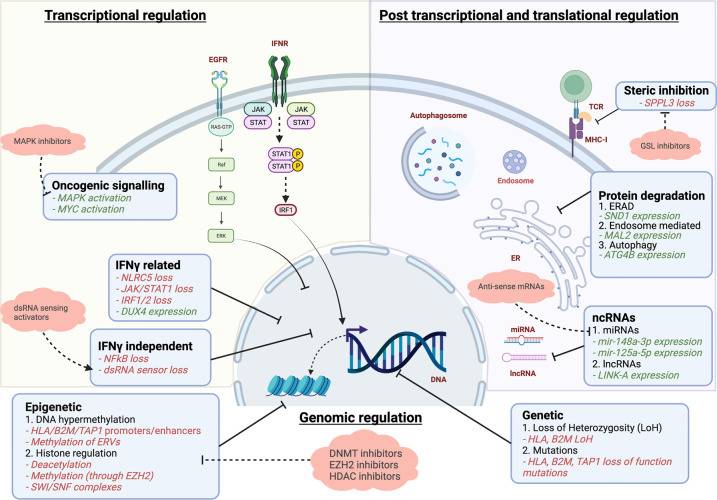 Transcriptional regulation
Post transcriptional and translational regulation
EGFR
IFNR
RAS-GTP
Raf
MEK
ERK
JAK
JAK
STAT
STAT
STAT1
P
STAT1
P
IRF1
MAPK inhibitors
Oncogenic signalling
- MAPK activation
- MYC activation
IFNγ related
- NLRC5 loss
- JAK/STAT1 loss
- IRF1/2 loss
- DUX4 expression
dsRNA sensing
activators
IFNγ independent
- NFkB loss
- dsRNA sensor loss
Autophagosome
Endosome
TCR
MHC-I
Steric inhibition
- SPPL3 loss
GSL inhibitors
Protein degradation
1. ERAD
- SND1 expression
2. Endosome mediated
- MAL2 expression
3. Autophagy
- ATG4B expression
ER
Anti-sense mRNAs
miRNA
lncRNA
ncRNAs
1. miRNAs
- mir-148a-3p expression
- mir-125a-5p expression
2. lncRNAs
- LINK-A expression
DNA
Genomic regulation
Epigenetic
1. DNA hypermethylation
- HLA/B2M/TAP1 promoters/enhancers
- Methylation of ERVs
2. Histone regulation
- Deacetylation
- Methylation (through EZH2)
- SWI/SNF complexes
DNMT inhibitors
EZH2 inhibitors
HDAC inhibitors
Genetic
1. Loss of Heterozygosity (LoH)
- HLA, B2M LoH
2. Mutations
- HLA, B2M, TAP1 loss of function
mutations